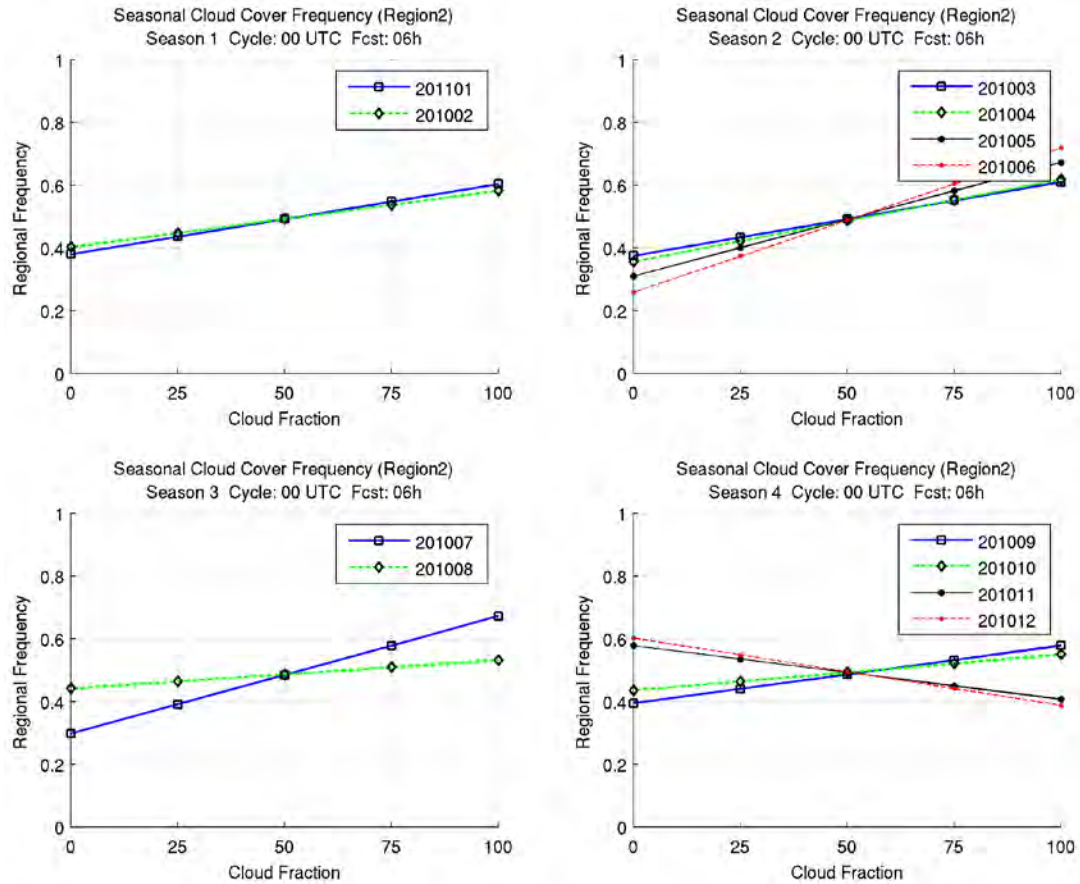 Seasonal Cloud Cover Frequency (Region2)
Season 1 Cycle: 00 UTC Fcst: 06h
1
0.8
0.6
0.4
0.2
0
Regional Frequency
201101
201002
0 25 50 75 100
Cloud Fraction
Seasonal Cloud Cover Frequency (Region2)
Season 2 Cycle: 00 UTC Fcst: 06h
1
0.8
0.6
0.4
0.2
0
Regional Frequency
201003
201004
201005
201006
0 25 50 75 100
Cloud Fraction
Seasonal Cloud Cover Frequency (Region2)
Season 3 Cycle: 00 UTC Fcst: 06h
1
0.8
0.6
0.4
0.2
0
Regional Frequency
201007
201008
0 25 50 75 100
Cloud Fraction
Seasonal Cloud Cover Frequency (Region2)
Season 4 Cycle: 00 UTC Fcst: 06h
1
0.8
0.6
0.4
0.2
0
Regional Frequency
201009
201010
201011
201012
0 25 50 75 100
Cloud Fraction